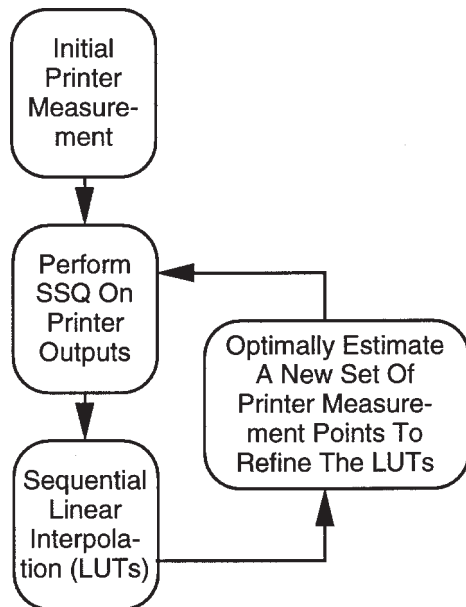 Initial
Printer
Measure-
ment
Perform
SSQ On
Printer
Outputs
Optimally Estimate
A New Set Of
Printer Measure-
ment Points To
Refine The LUTs
Sequential
Linear
Interpola-
tion (LUTs)